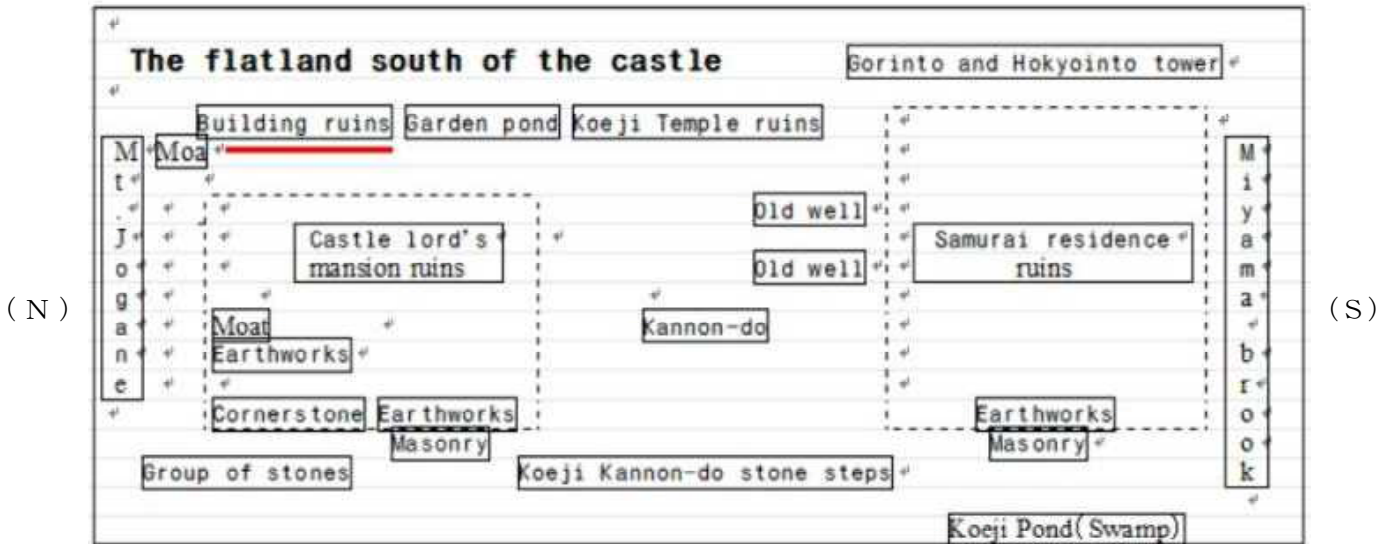 The flatland south of the castle
Gorinto and Hokyointo tower
Building ruins Garden pond Koeji Temple ruins
Mt.Jogane
Moa
Miyama brook
Old well
Castle lord's
mansion ruins
Samurai residence
ruins
Old well
(N)
(S)
Moat
Kannon-do
Earthworks
Cornerstone Earthworks
Earthworks
Masonry
Masonry
Group of stones
Koeji Kannon-do stone steps
Koeji Pond(Swamp)